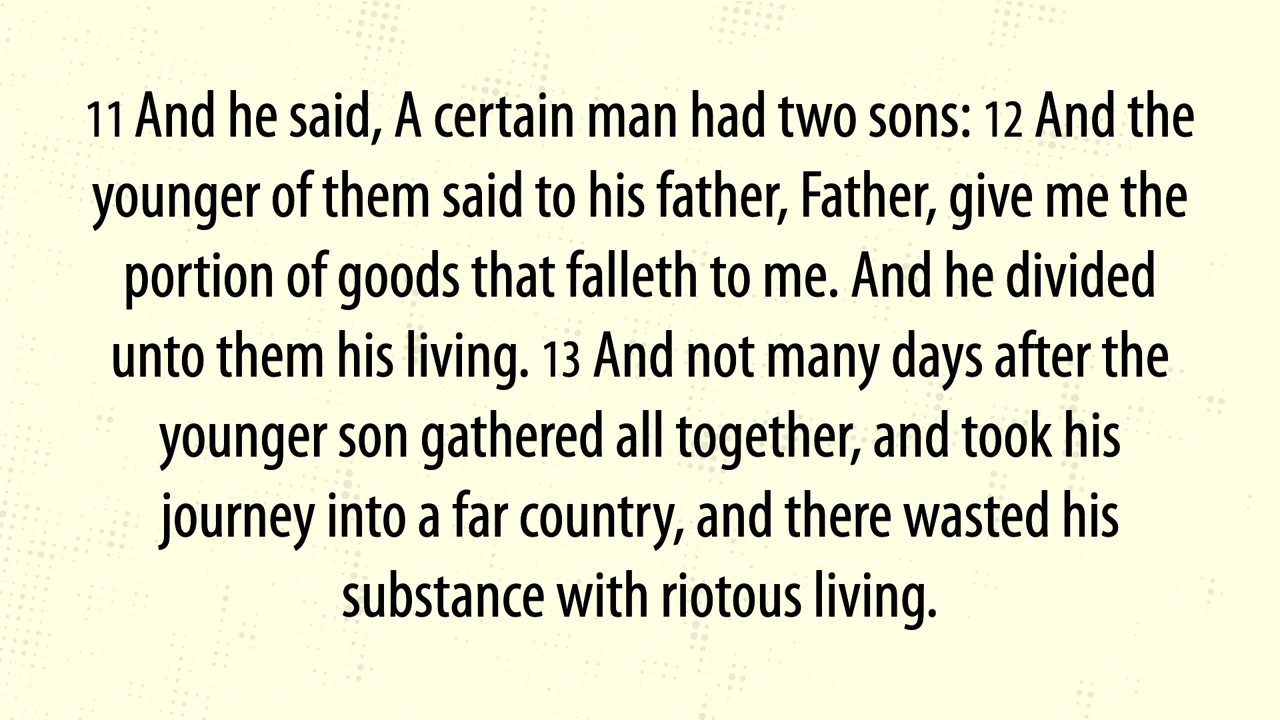 11 And he said, A certain man had two sons: 12 And the
younger of them said to his father, Father, give me the
portion of goods that falleth to me. And he divided
unto them his living. 13 And not many days after the
younger son gathered all together, and took his
journey into a far country, and there wasted his
substance with riotous living.